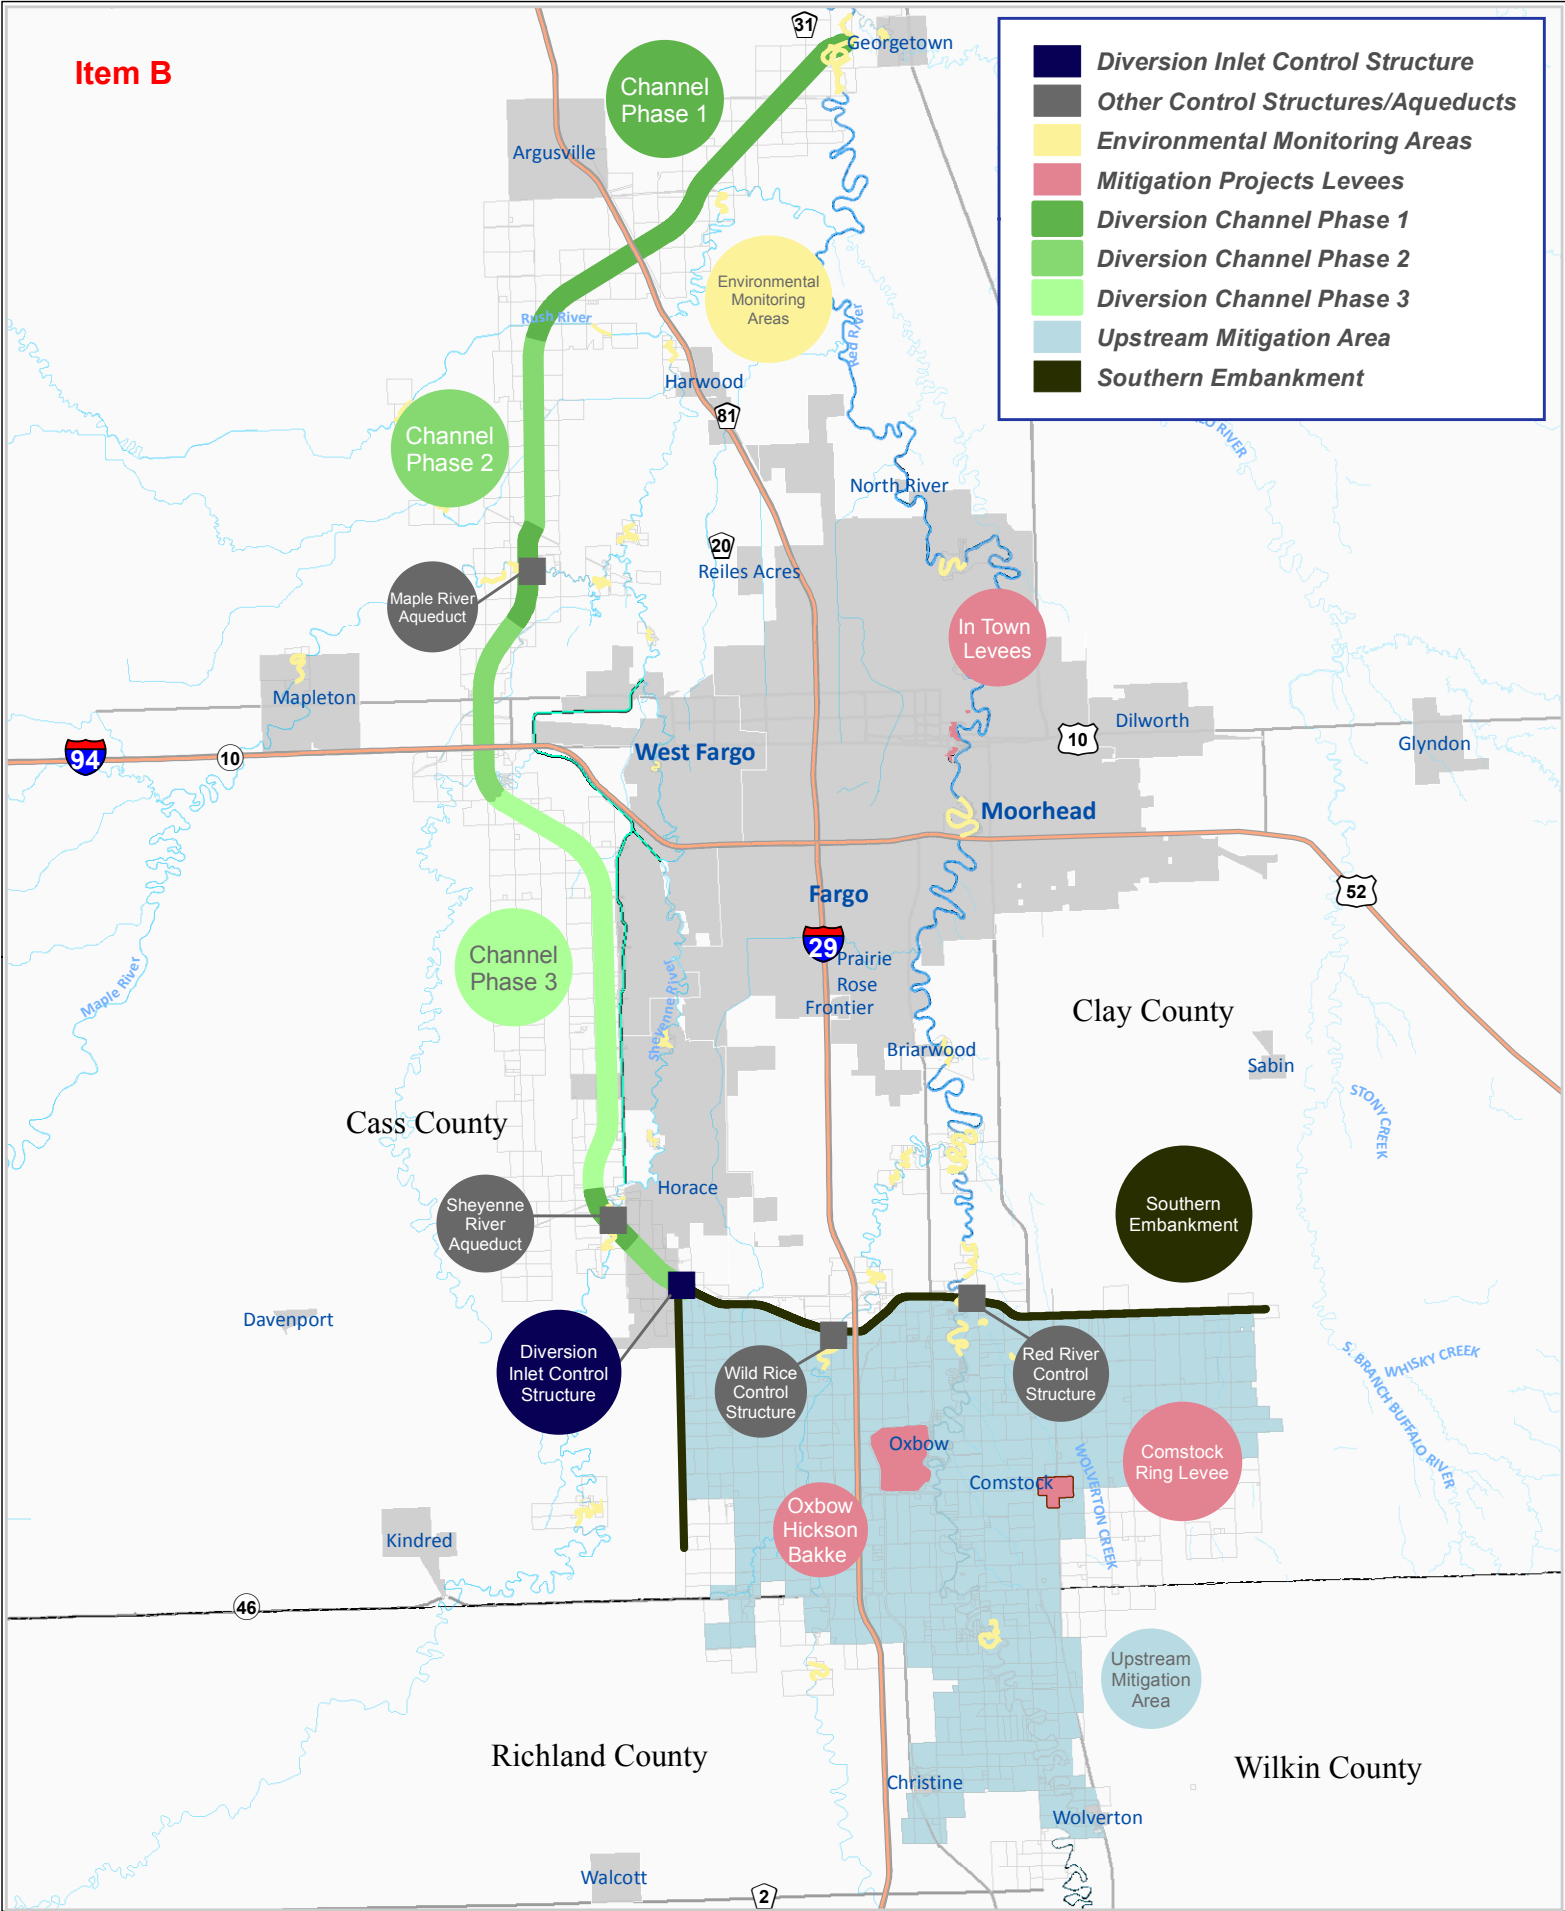 Item B
31
Georgetown
Diversion Inlet Control Structure
Other Control Structures/Aqueducts
Environmental Monitoring Areas
Mitigation Projects Levees
Diversion Channel Phase 1
Diversion Channel Phase 2
Diversion Channel Phase 3
Upstream Mitigation Area
Southern Embankment
Channel
Phase 1
Argusville
Environmental
Monitoring
Areas
Rush River
Red River
Harwood
81
Channel
Phase 2
RIVER
North River
20
Reiles Acres
Maple River
Aqueduct
In Town
Levees
Mapleton
Dilworth
10
Glyndon
94
10
West Fargo
Moorhead
Fargo
52
29
Prairie
Rose
Frontier
Channel
Phase 3
Maple River
Sheyenne River
Clay County
Briarwood
Sabin
STONY CREEK
Cass County
Horace
Sheyenne
River
Aqueduct
Southern
Embankment
Davenport
Diversion
Inlet Control
Structure
Wild Rice
Control
Structure
Red River
Control
Structure
WHISKY CREEK
S. BRANCH BUFFALO RIVER
Oxbow
Comstock
WOLVERTON CREEK
Comstock
Ring Levee
Oxbow
Hickson
Bakke
Kindred
46
Upstream
Mitigation
Area
Richland County
Wilkin County
Christine
Wolverton
Walcott
2